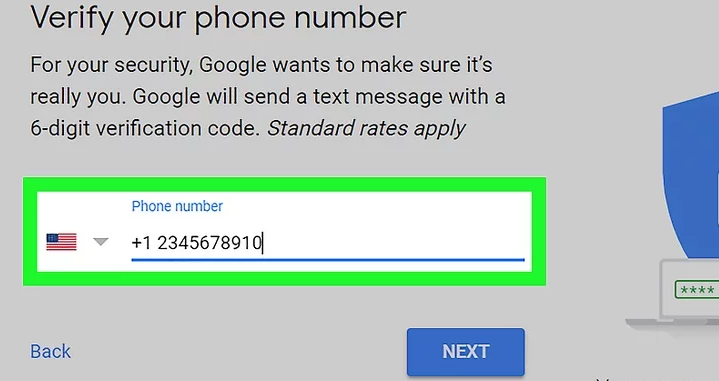 Verify your phone number
For your security, Google wants to make sure it's
really you. Google will send a text message with a
6-digit verification code. Standard rates apply
Phone number
+1 2345678910
****
Back
NEXT